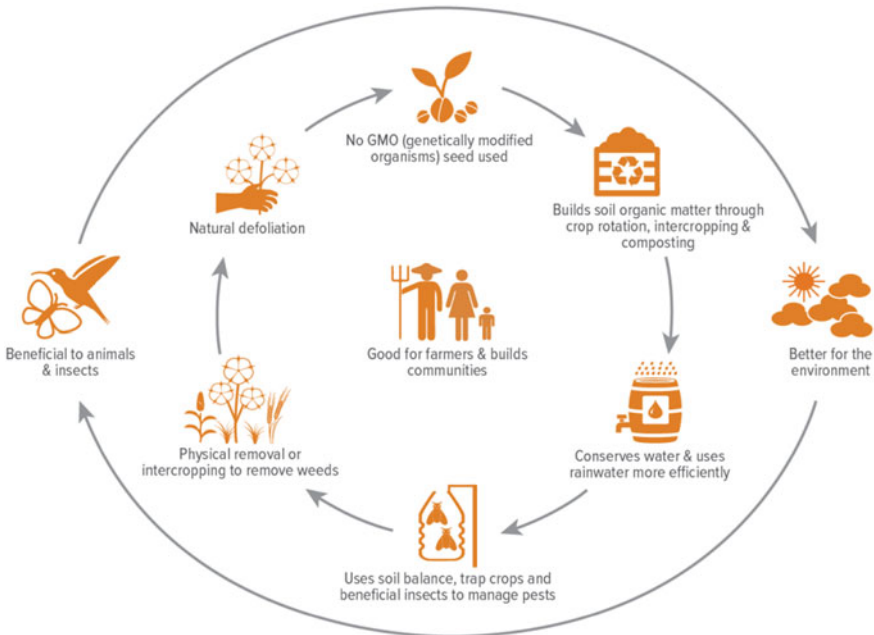 No GMO (genetically modified
organisms) seed used
Builds soil organic matter through
crop rotation, intercropping &
composting
Natural defoliation
Good for farmers & builds
communities
Beneficial to animals
& insects
Better for the
environment
Physical removal or
intercropping to remove weeds
Conserves water & uses
rainwater more efficiently
Uses soil balance, trap crops and
beneficial insects to manage pests